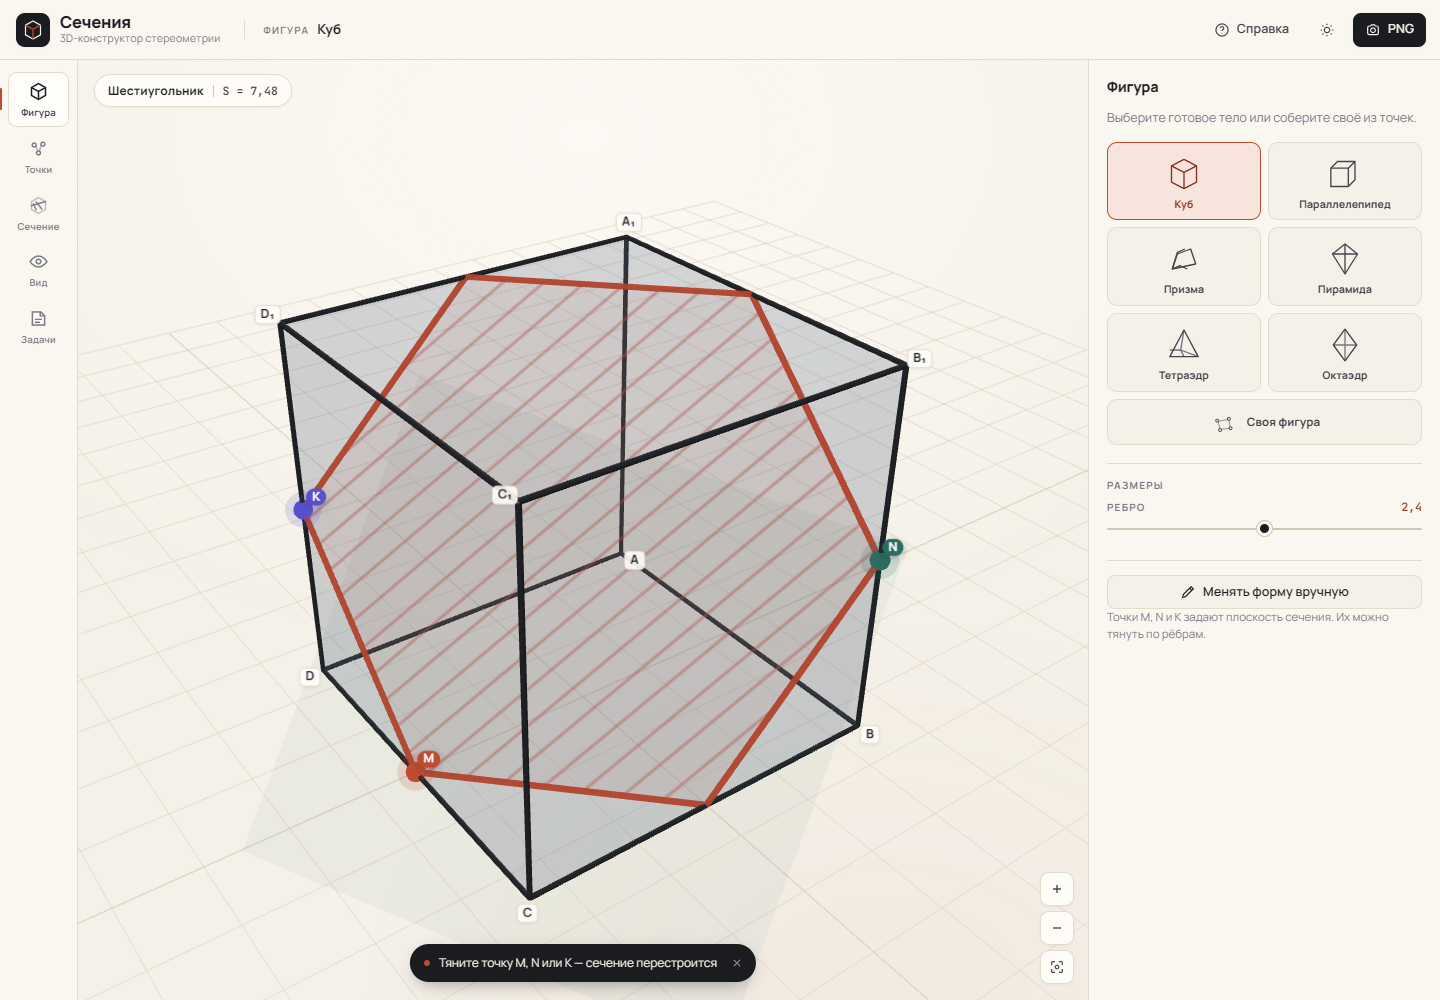 Сечения
3D-конструктор стереометрии
ФИГУРА Куб
Справка
PNG
Фигура
Точки
Сечение
Вид
Задачи
Шестиугольник S = 7,48
A₁
D₁
B₁
K
C₁
N
A
D
B
M
C
Тяните точку M, N или K — сечение перестроится ×
+
−
Фигура
Выберите готовое тело или соберите своё из точек.
Куб
Параллелепипед
Призма
Пирамида
Тетраэдр
Октаэдр
Своя фигура
РАЗМЕРЫ
РЕБРО 2,4
Менять форму вручную
Точки M, N и K задают плоскость сечения. Их можно
тянуть по рёбрам.